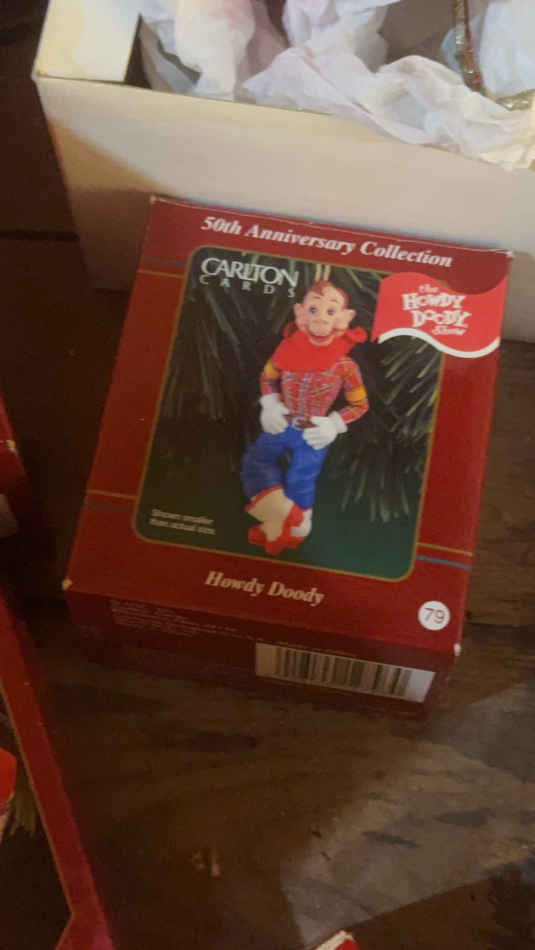 50th Anniversary Collection
CARLTON
CARDS
the
HOWDY
DOODY
Show
Shown smaller
than actual size.
Howdy Doody
79